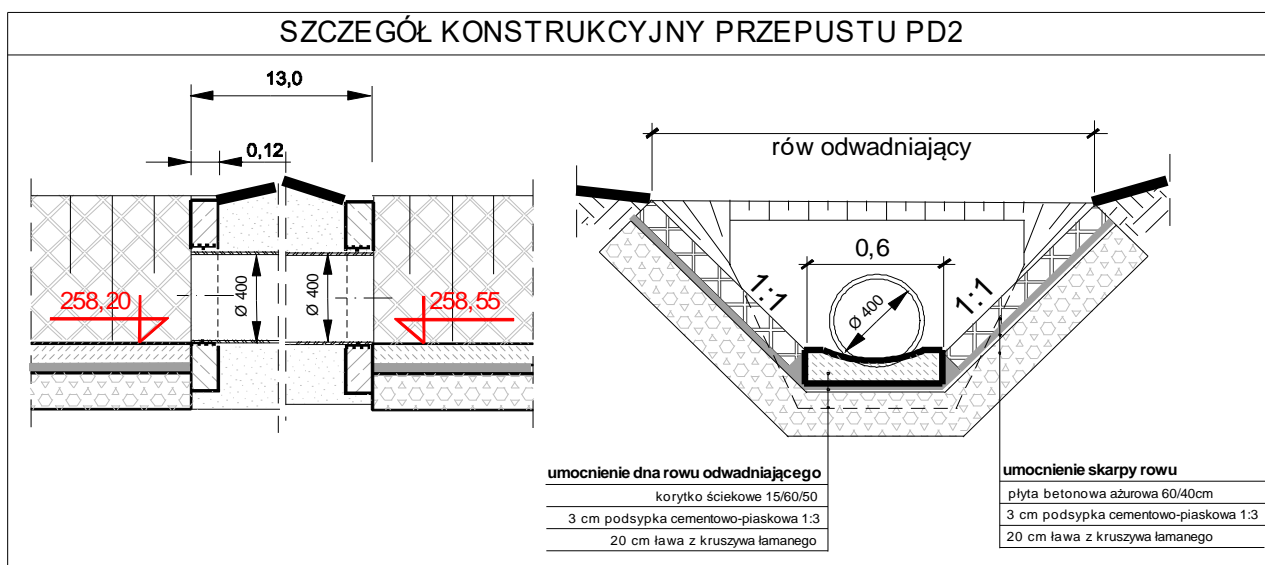 SZCZEGÓŁ KONSTRUKCYJNY PRZEPUSTU PD2
13,0
0,12
258,20
Ø 400
Ø 400
258,55
rów odwadniający
0,6
1:1
1:1
Ø 400
umocnienie dna rowu odwadniającego
korytko ściekowe 15/60/50
3 cm podsypka cementowo-piaskowa 1:3
20 cm ława z kruszywa łamanego
umocnienie skarpy rowu
płyta betonowa ażurowa 60/40cm
3 cm podsypka cementowo-piaskowa 1:3
20 cm ława z kruszywa łamanego